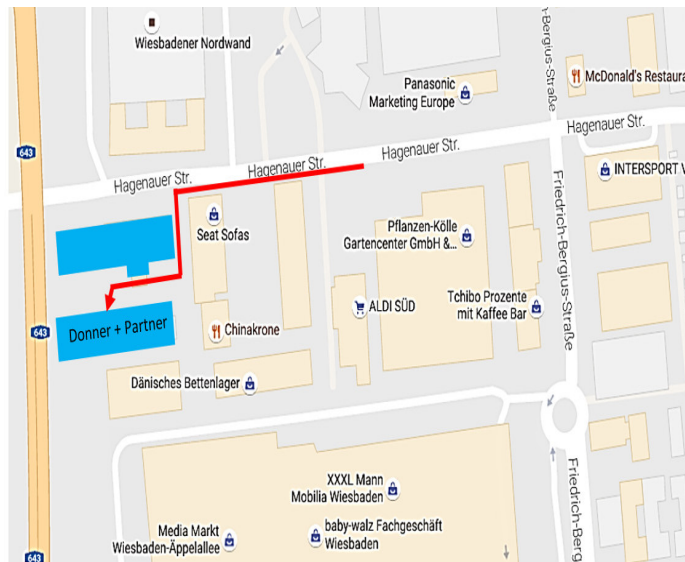 Wiesbadener Nordwand
Panasonic
Marketing Europe
McDonald's Restaura
643
Hagenauer Str.
Hagenauer Str.
Hagenauer Str.
Hagenauer Str.
n-Bergius-Straße
Friedrich-Bergius-Straße
INTERSPORT V
Seat Sofas
Pflanzen-Kölle
Gartencenter GmbH &...
ALDI SÜD
Tchibo Prozente
mit Kaffee Bar
643
Donner + Partner
Chinakrone
Dänisches Bettenlager
Friedrich-Berg
XXXL Mann
Mobilia Wiesbaden
Media Markt
Wiesbaden-Äppelallee
baby-walz Fachgeschäft
Wiesbaden
643